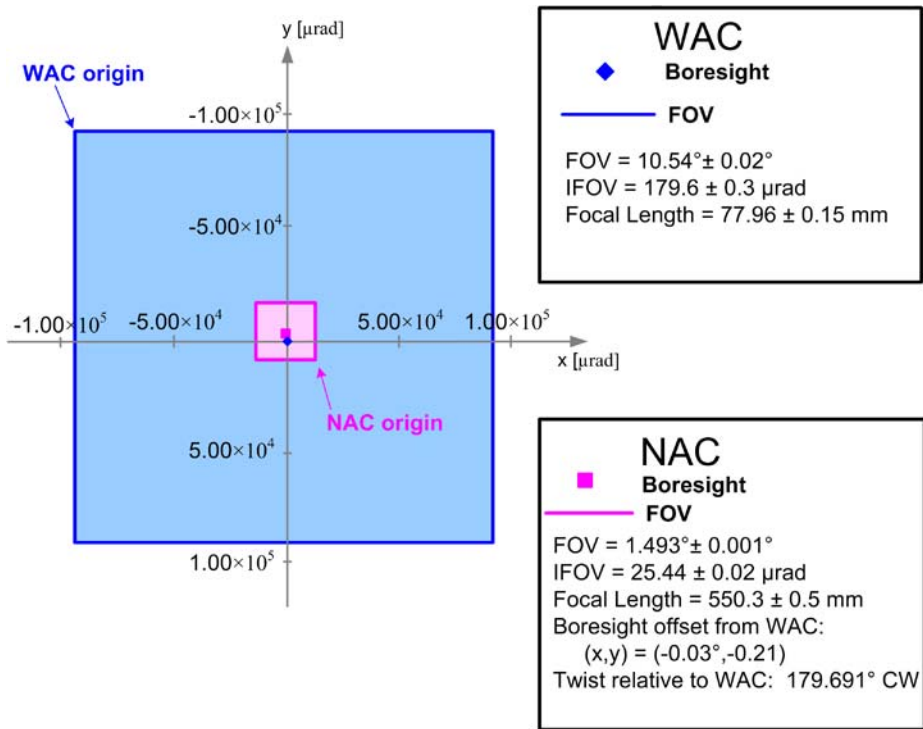 y [µrad]
WAC origin
-1.00×10⁵
-5.00×10⁴
-1.00×10⁵
-5.00×10⁴
5.00×10⁴
1.00×10⁵
x [µrad]
NAC origin
5.00×10⁴
1.00×10⁵
WAC
Boresight
FOV
FOV = 10.54°± 0.02°
IFOV = 179.6 ± 0.3 µrad
Focal Length = 77.96 ± 0.15 mm
NAC
Boresight
FOV
FOV = 1.493°± 0.001°
IFOV = 25.44 ± 0.02 µrad
Focal Length = 550.3 ± 0.5 mm
Boresight offset from WAC:
(x,y) = (-0.03°,-0.21)
Twist relative to WAC: 179.691° CW